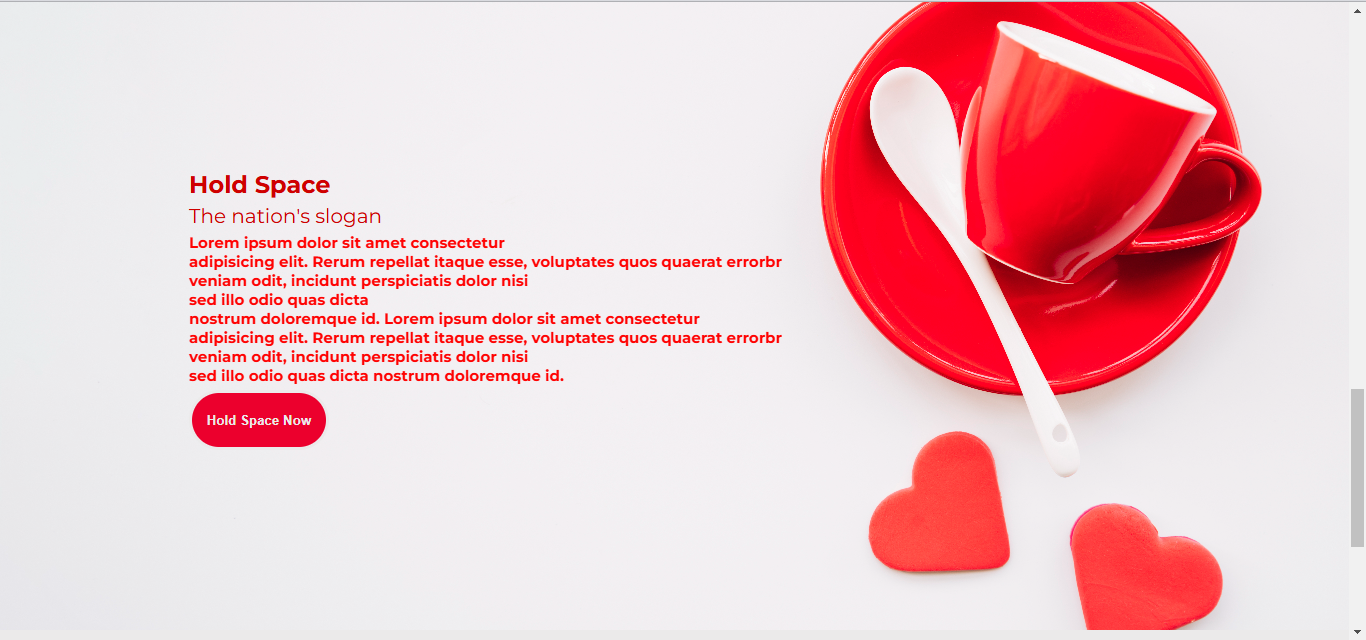 Hold Space
The nation's slogan
Lorem ipsum dolor sit amet consectetur
adipisicing elit. Rerum repellat itaque esse, voluptates quos quaerat errorbr
veniam odit, incidunt perspiciatis dolor nisi
sed illo odio quas dicta
nostrum doloremque id. Lorem ipsum dolor sit amet consectetur
adipisicing elit. Rerum repellat itaque esse, voluptates quos quaerat errorbr
veniam odit, incidunt perspiciatis dolor nisi
sed illo odio quas dicta nostrum doloremque id.
Hold Space Now